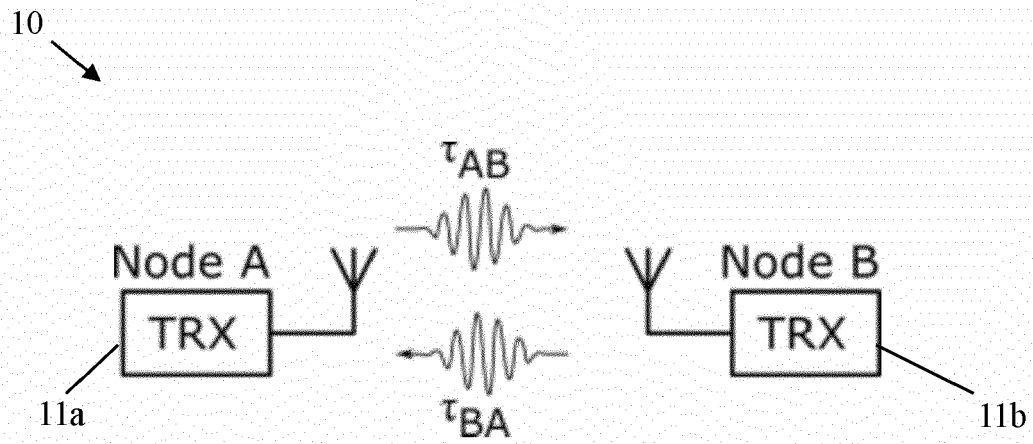 10
τAB
Node A
Node B
TRX
TRX
11a
τBA
11b